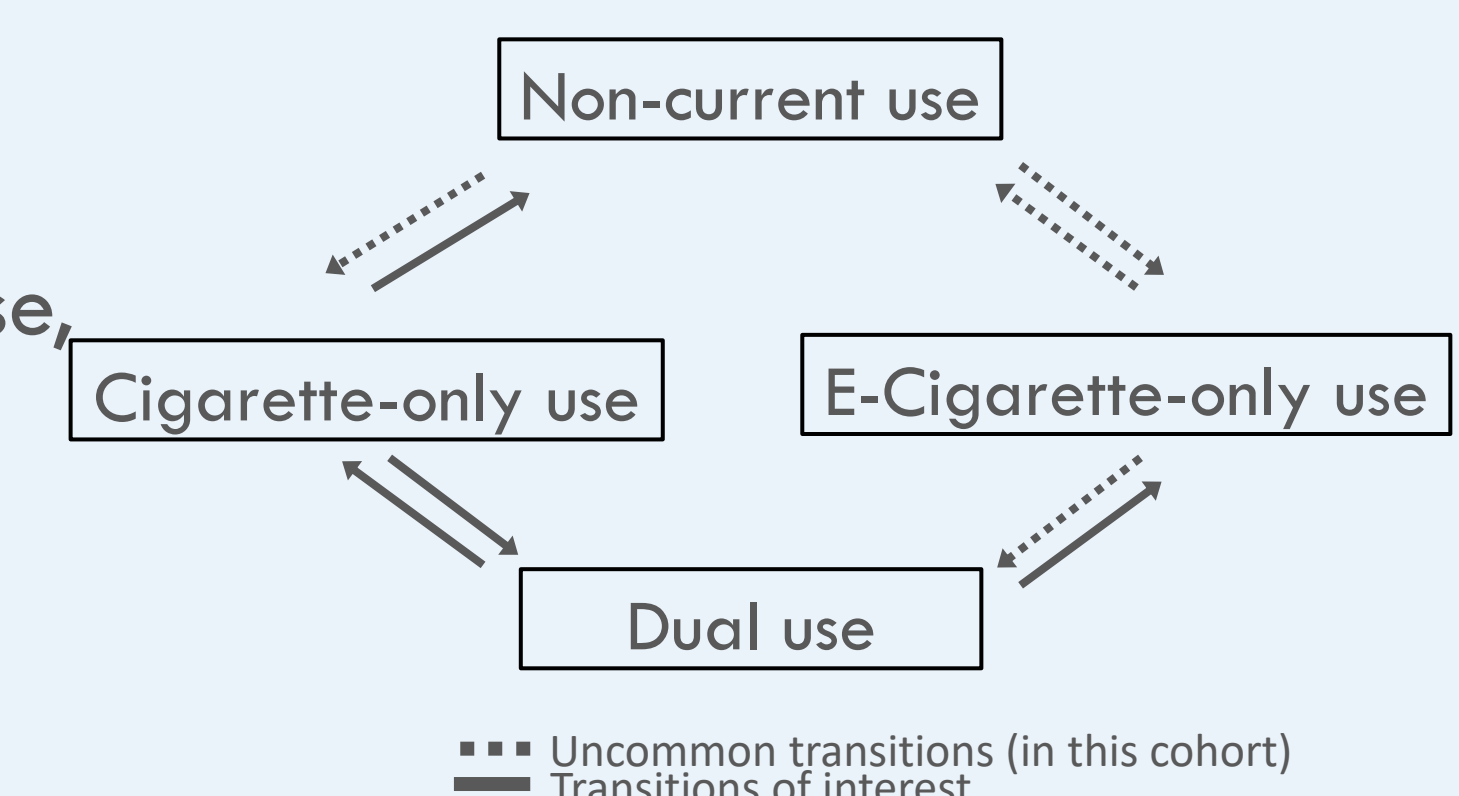 Non-current use
se,
Cigarette-only use
E-Cigarette-only use
Dual use
Uncommon transitions (in this cohort)
Transitions of interest